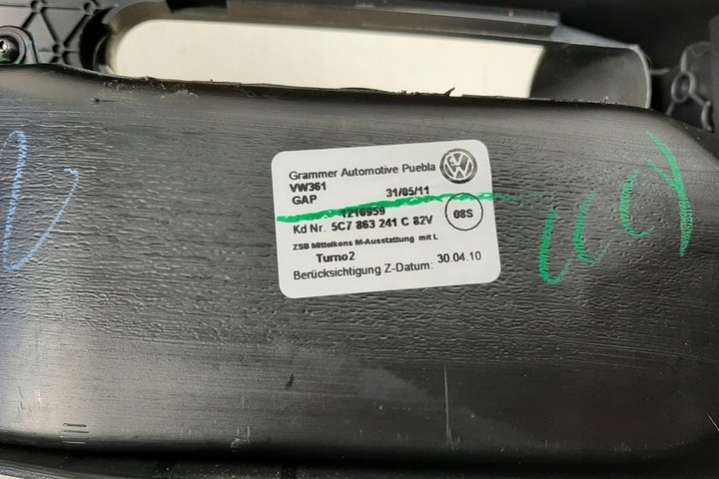 Grammer Automotive Puebla
VW361 31/05/11
GAP
1216959
Kd Nr. 5C7 863 241 C 82V 08S
ZSB Mittelkons M-Ausstattung mit L
Turno2
Berücksichtigung Z-Datum: 30.04.10